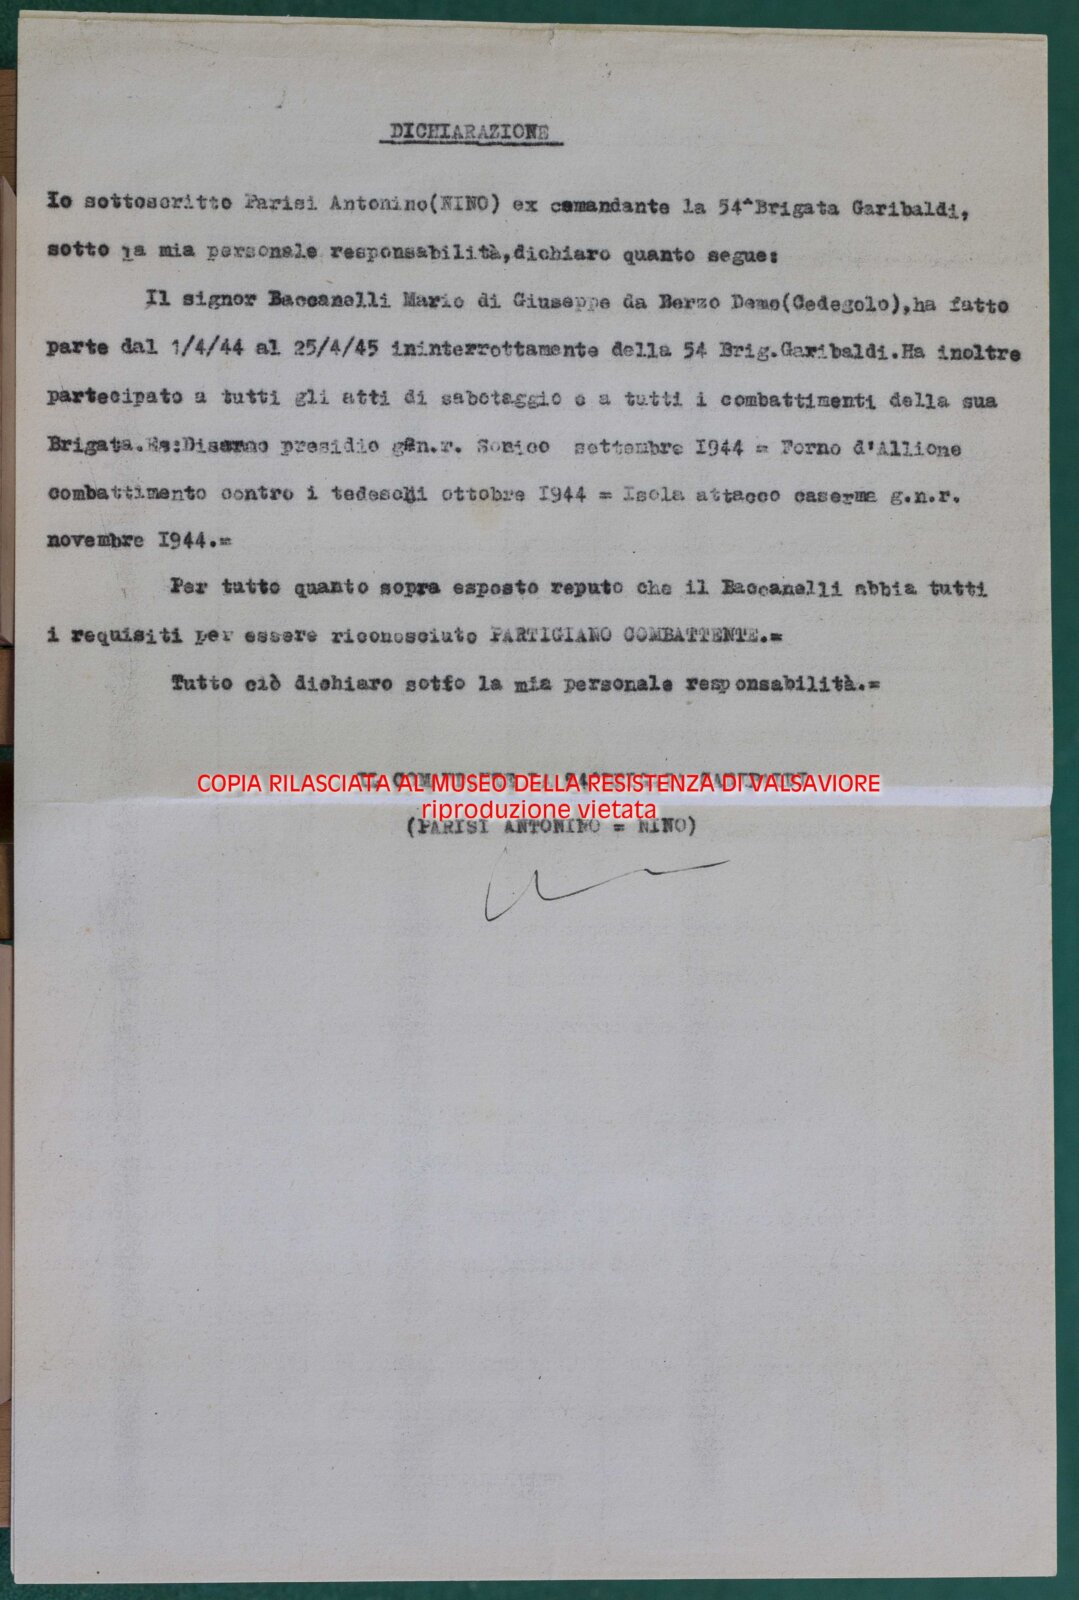 DICHIARAZIONE
Io sottoscritto Parisi Antonino(NINO) ex comandante la 54^Brigata Garibaldi,
sotto la mia personale responsabilità,dichiaro quanto segue:
Il signor Baccanelli Mario di Giuseppe da Berzo Demo(Cedegolo),ha fatto
parte dal 1/4/44 al 25/4/45 ininterrottamente della 54 Brig.Garibaldi.Ha inoltre
partecipato a tutti gli atti di sabotaggio e a tutti i combattimenti della sua
Brigata.Es:Disarmo presidio g.n.r. Sonico settembre 1944 = Forno d'Allione
combattimento contro i tedeschi ottobre 1944 = Isola attacco caserma g.n.r.
novembre 1944.=
Per tutto quanto sopra esposto reputo che il Baccanelli abbia tutti
i requisiti per essere riconosciuto PARTIGIANO COMBATTENTE.=
Tutto ciò dichiaro sotto la mia personale responsabilità.=
COPIA RILASCIATA AL MUSEO DELLA RESISTENZA DI VALSAVIORE
riproduzione vietata
(PARISI ANTONINO = NINO)